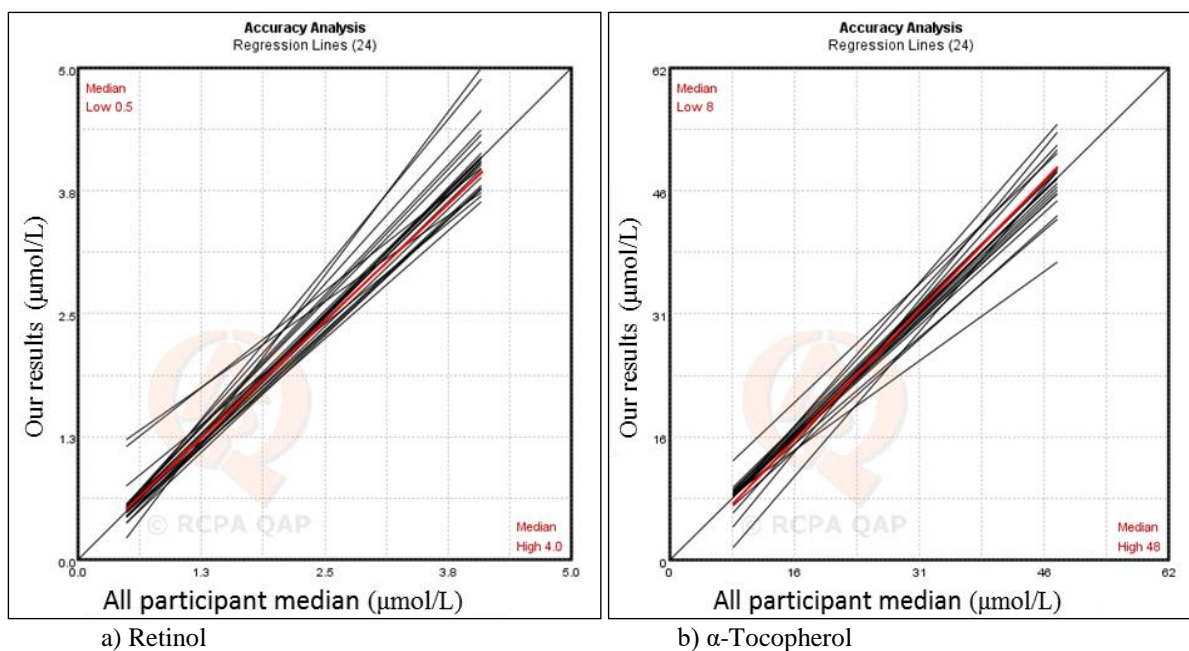 Accuracy Analysis
Regression Lines (24)
Median
Low 0.5
5.0
3.8
2.5
1.3
0.0
Our results (µmol/L)
© RCPA QAP
Median
High 4.0
0.0
1.3
2.5
3.8
5.0
All participant median (µmol/L)
a) Retinol
Accuracy Analysis
Regression Lines (24)
Median
Low 8
62
46
31
16
0
Our results (µmol/L)
© RCPA QAP
Median
High 48
0
16
31
46
62
All participant median (µmol/L)
b) α-Tocopherol